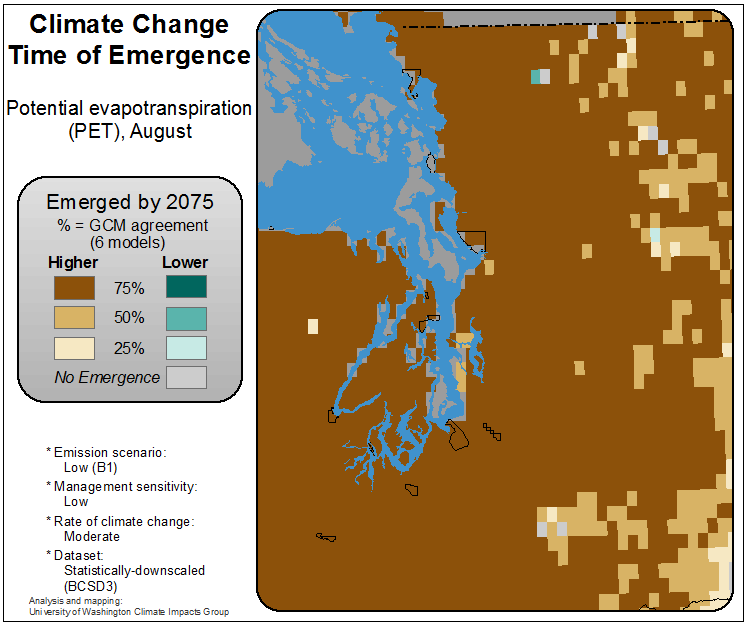 Climate Change
Time of Emergence
Potential evapotranspiration
(PET), August
Emerged by 2075
% = GCM agreement
(6 models)
Higher Lower
75%
50%
25%
No Emergence
* Emission scenario:
Low (B1)
* Management sensitivity:
Low
* Rate of climate change:
Moderate
* Dataset:
Statistically-downscaled
(BCSD3)
Analysis and mapping:
University of Washington Climate Impacts Group